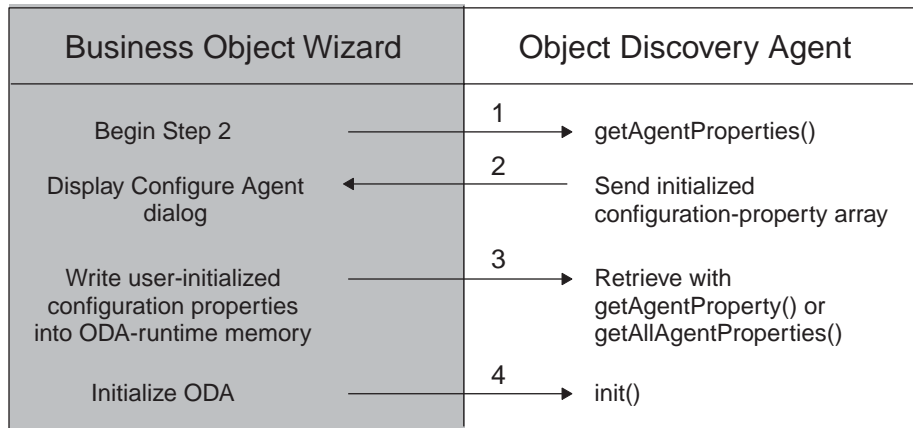 Business Object Wizard
Object Discovery Agent
Begin Step 2
1
getAgentProperties()
Display Configure Agent
dialog
2
Send initialized
configuration-property array
Write user-initialized
configuration properties
into ODA-runtime memory
3
Retrieve with
getAgentProperty() or
getAllAgentProperties()
Initialize ODA
4
init()